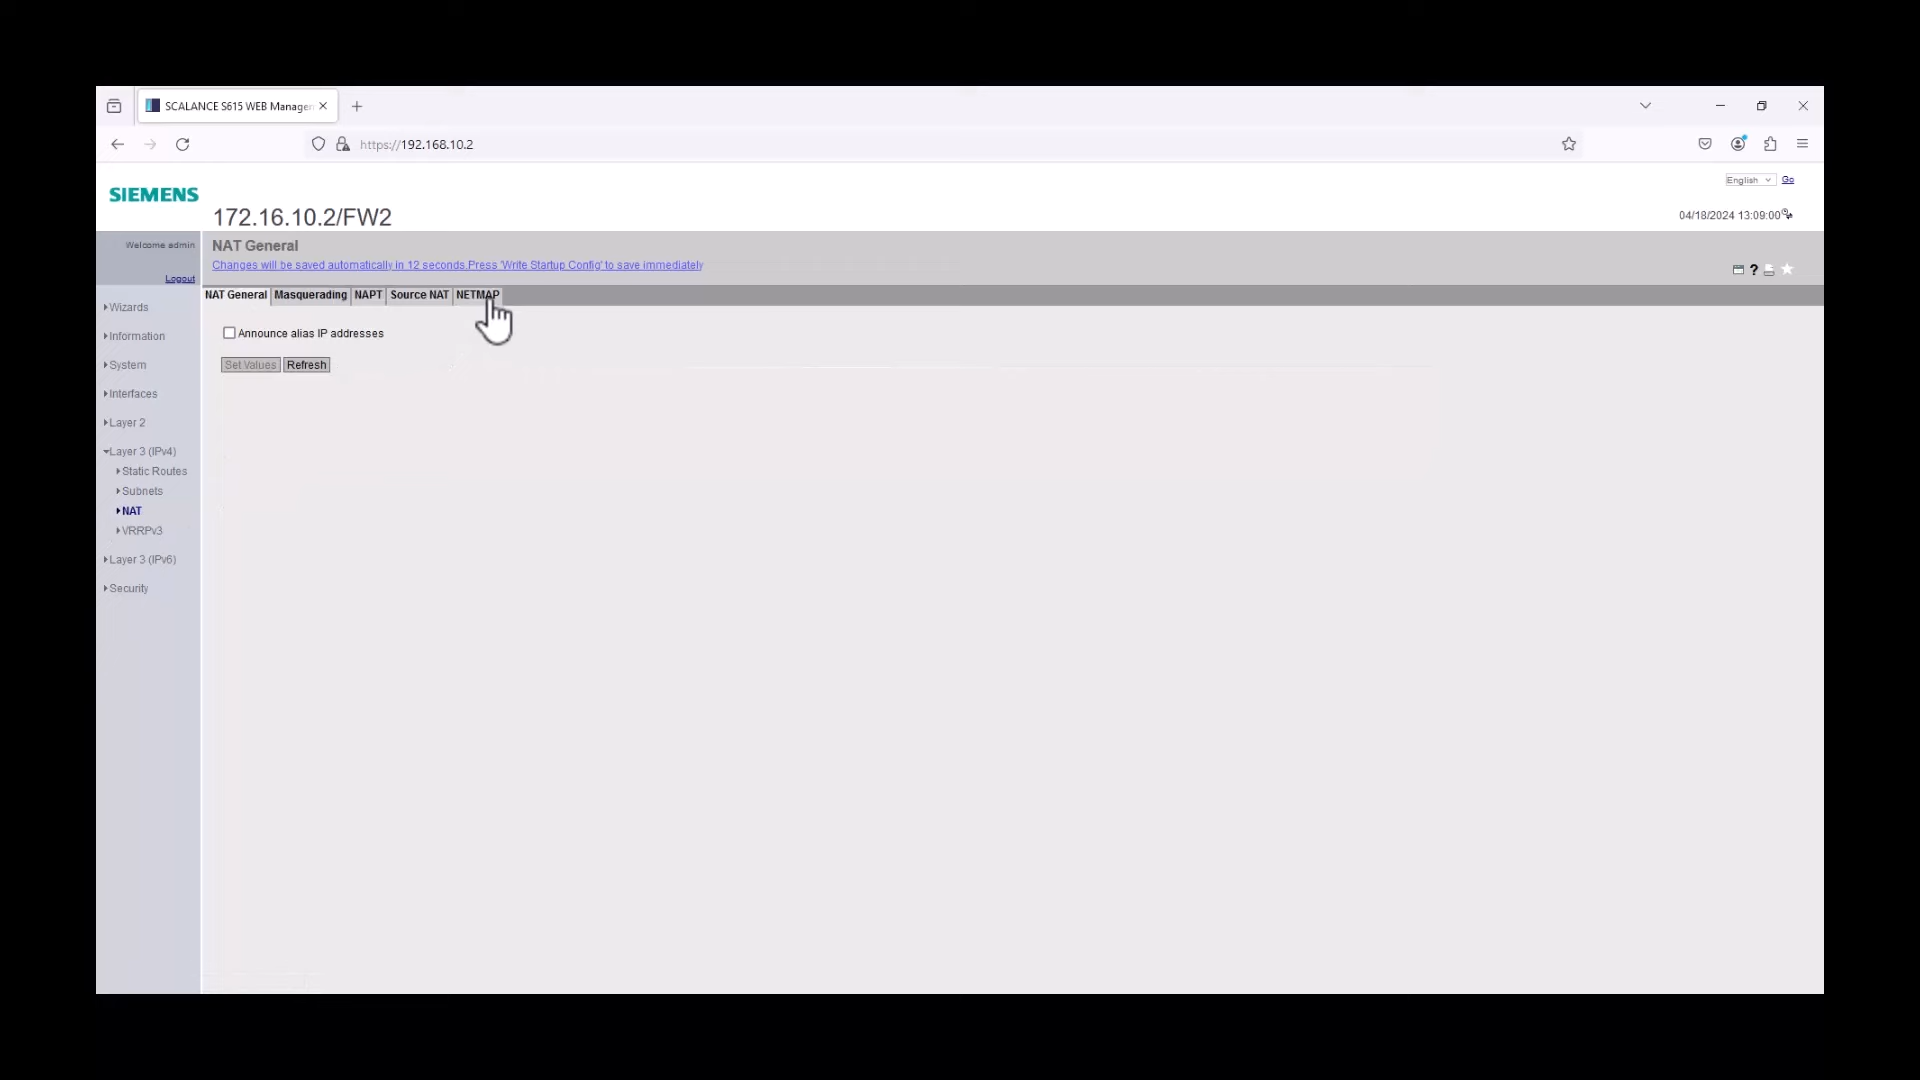 SCALANCE S615 WEB Manager
https://192.168.10.2
SIEMENS
English
Go
172.16.10.2/FW2
04/18/2024 13:09:00
Welcome admin
Logout
NAT General
Changes will be saved automatically in 12 seconds.Press 'Write Startup Config' to save immediately
?
NAT General Masquerading NAPT Source NAT NETMAP
Announce alias IP addresses
Set Values Refresh
Wizards
Information
System
Interfaces
Layer 2
Layer 3 (IPv4)
Static Routes
Subnets
NAT
VRRPv3
Layer 3 (IPv6)
Security